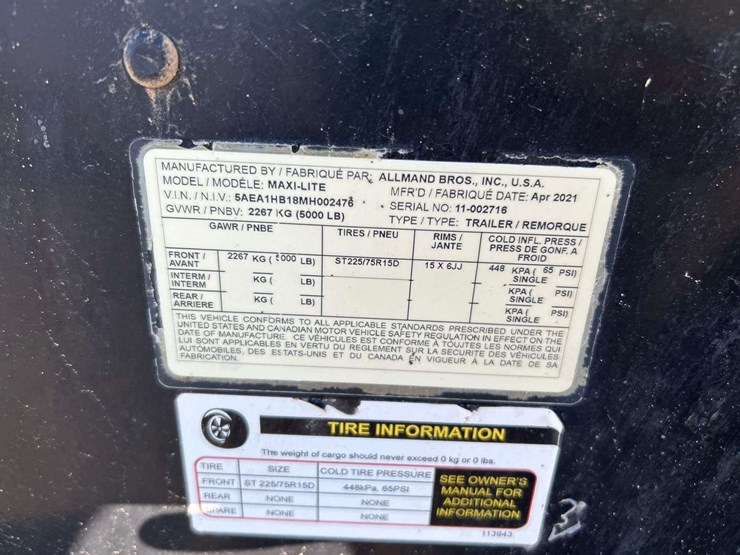 MANUFACTURED BY / FABRIQUÉ PAR: ALLMAND BROS., INC., U.S.A.
MODEL / MODÈLE: MAXI-LITE MFR'D / FABRIQUÉ DATE: Apr 2021
V.I.N. / N.I.V.: 5AEA1HB18MH002476 SERIAL NO: 11-002716
GVWR / PNBV: 2267 KG (5000 LB) TYPE / TYPE: TRAILER / REMORQUE
GAWR / PNBE TIRES / PNEU RIMS / JANTE COLD INFL. PRESS / PRESS DE GONF. A FROID
FRONT / AVANT 2267 KG ( 5000 LB) ST225/75R15D 15 X 6JJ 448 KPA ( 65 PSI) SINGLE
INTERM / INTERM KG ( LB) KPA ( PSI) SINGLE
REAR / ARRIERE KG ( LB) KPA ( PSI) SINGLE
THIS VEHICLE CONFORMS TO ALL APPLICABLE STANDARDS PRESCRIBED UNDER THE
UNITED STATES AND CANADIAN MOTOR VEHICLE SAFETY REGULATION IN EFFECT ON THE
DATE OF MANUFACTURE. CE VÉHICULES EST CONFORME À TOUJTES LES NORMES QUI
LUI SONT APPLICABLES EN VERTU DU REGLEMENT SUR LA SECURITE DES VÉHICULES
AUTOMOBILES, DES ESTATS-UNIS ET DU CANADA EN VIGUEUR À LA DATE DE SA
FABRICATION.
TIRE INFORMATION
The weight of cargo should never exceed 0 kg or 0 lbs.
TIRE SIZE COLD TIRE PRESSURE
FRONT ST 225/75R15D 448kPa, 65PSI
REAR NONE NONE
SPARE NONE NONE
SEE OWNER'S
MANUAL FOR
ADDITIONAL
INFORMATION
113943